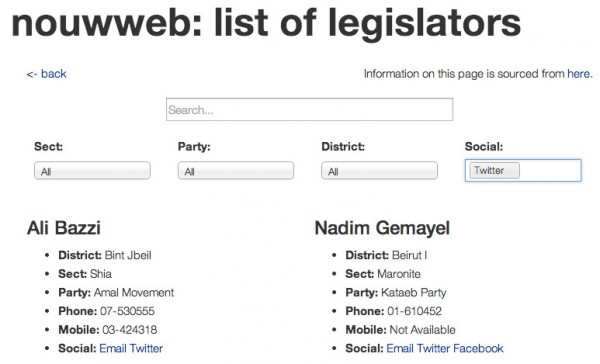 nouwweb: list of legislators
<- back
Information on this page is sourced from here.
Search...
Sect: Party: District: Social:
All All All Twitter
Ali Bazzi
• District: Bint Jbeil
• Sect: Shia
• Party: Amal Movement
• Phone: 07-530555
• Mobile: 03-424318
• Social: Email Twitter
Nadim Gemayel
• District: Beirut I
• Sect: Maronite
• Party: Kataeb Party
• Phone: 01-610452
• Mobile: Not Available
• Social: Email Twitter Facebook